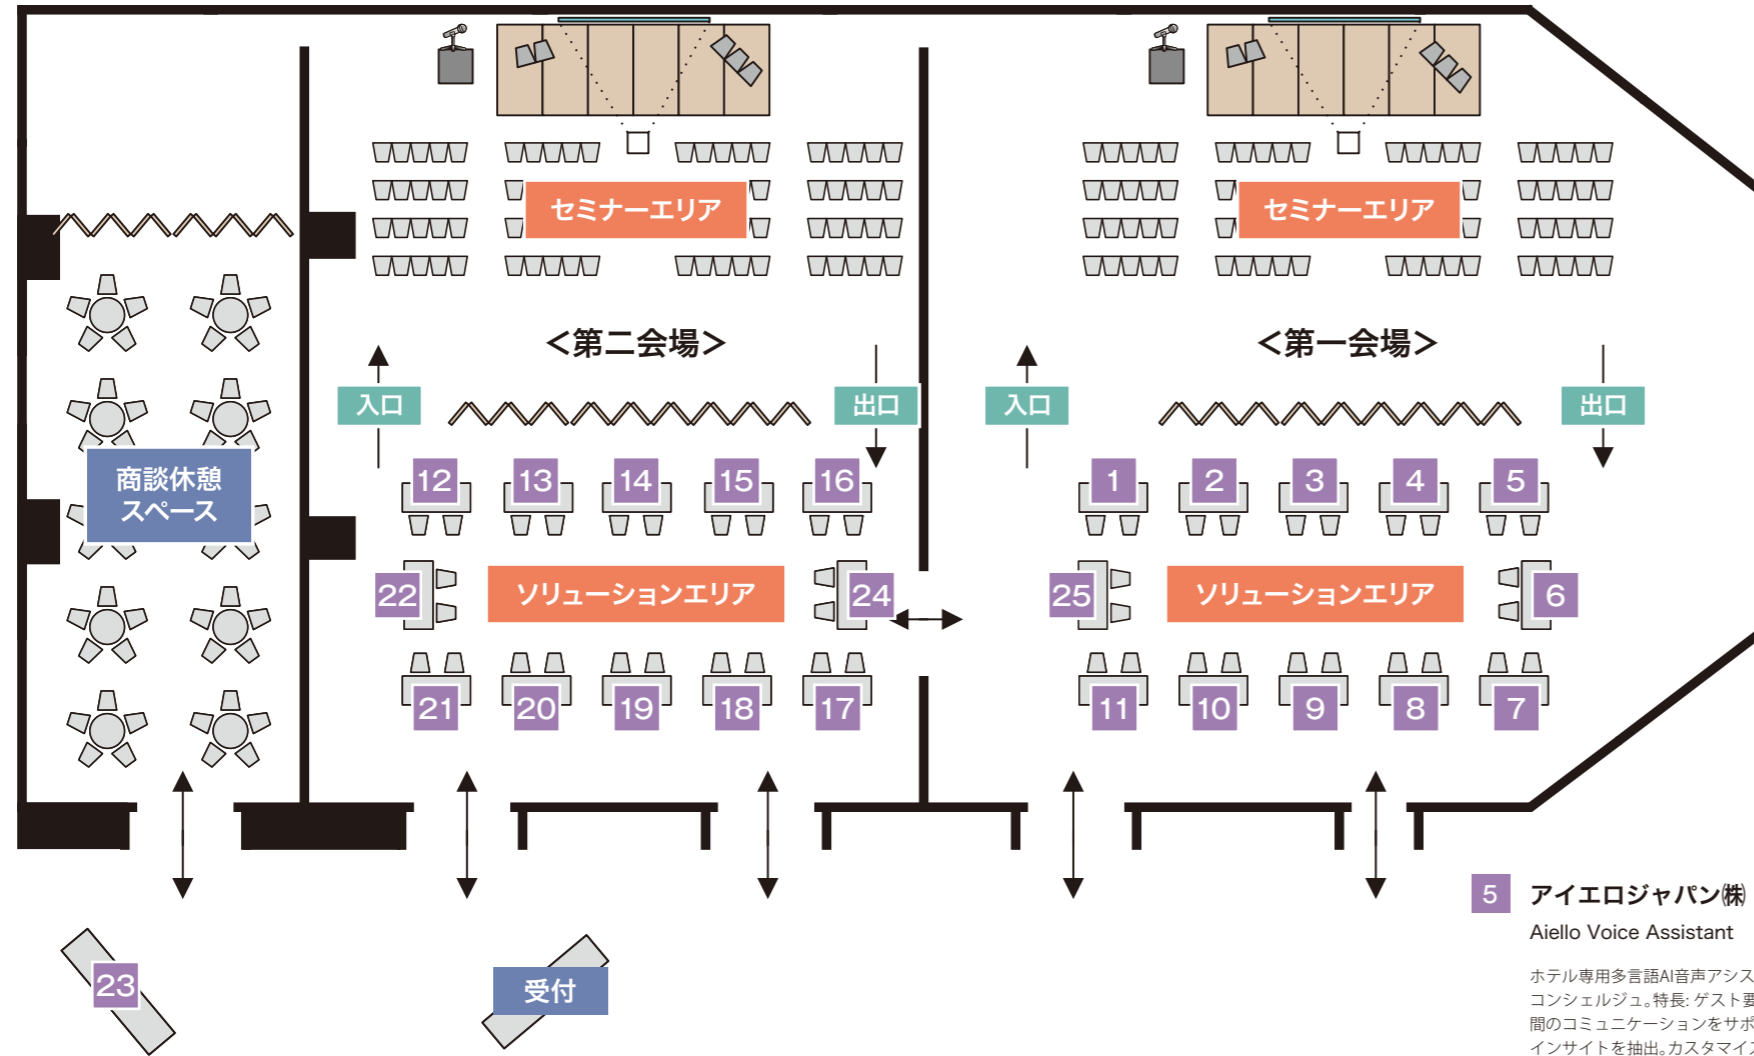 セミナーエリア
セミナーエリア
<第二会場>
<第一会場>
入口
出口
入口
出口
商談休憩
スペース
12
13
14
15
16
1
2
3
4
5
22
ソリューションエリア
24
25
ソリューションエリア
6
21
20
19
18
17
11
10
9
8
7
23
受付
5 アイエロジャパン㈱
Aiello Voice Assistant
ホテル専用多言語AI音声アシス
コンシェルジュ。特長: ゲスト要
間のコミュニケーションをサポ
インサイトを抽出。カスタマイズ